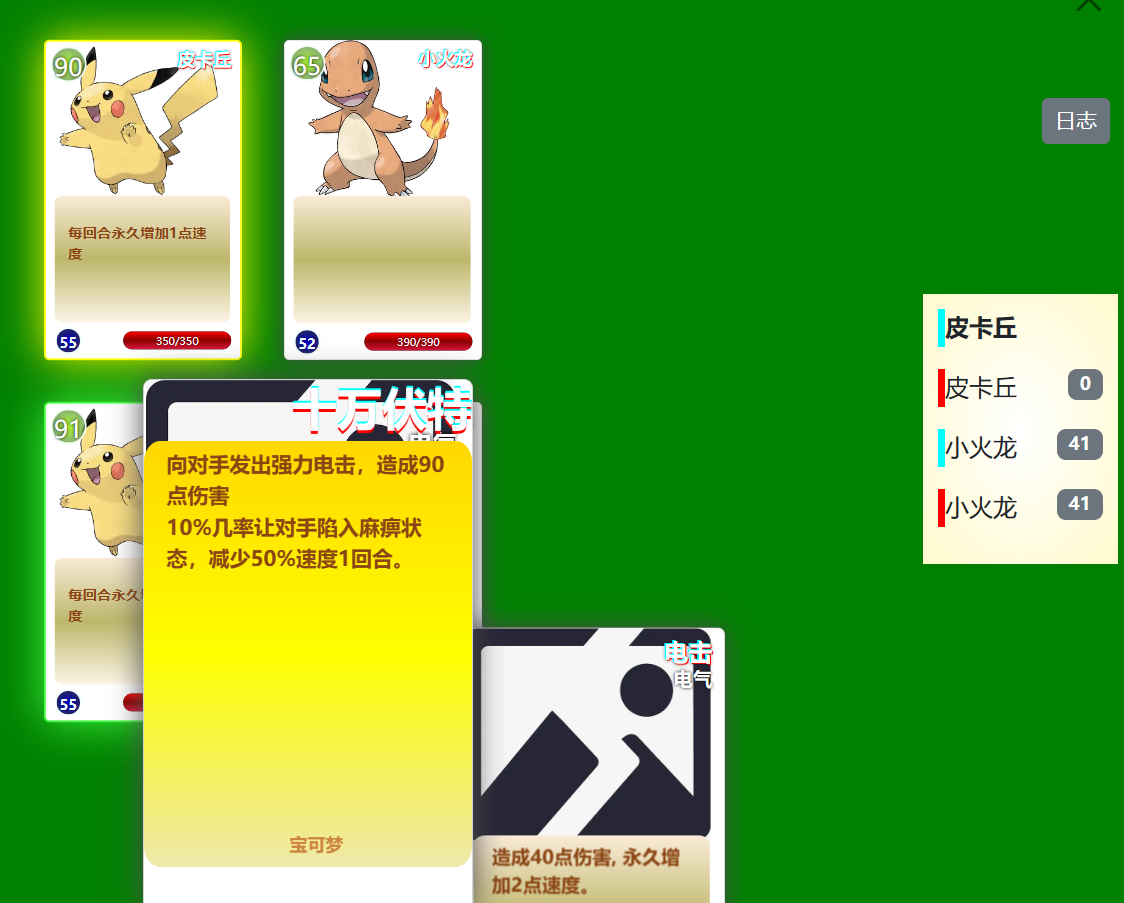 90
皮卡丘
每回合永久增加1点速
度
55
350/350
65
小火龙
52
390/390
日志
皮卡丘
皮卡丘
0
小火龙
41
小火龙
41
91
每回合永久
度
55
十万伏特
电气
向对手发出强力电击，造成90
点伤害
10%几率让对手陷入麻痹状
态，减少50%速度1回合。
宝可梦
电击
电气
造成40点伤害, 永久增
加2点速度。